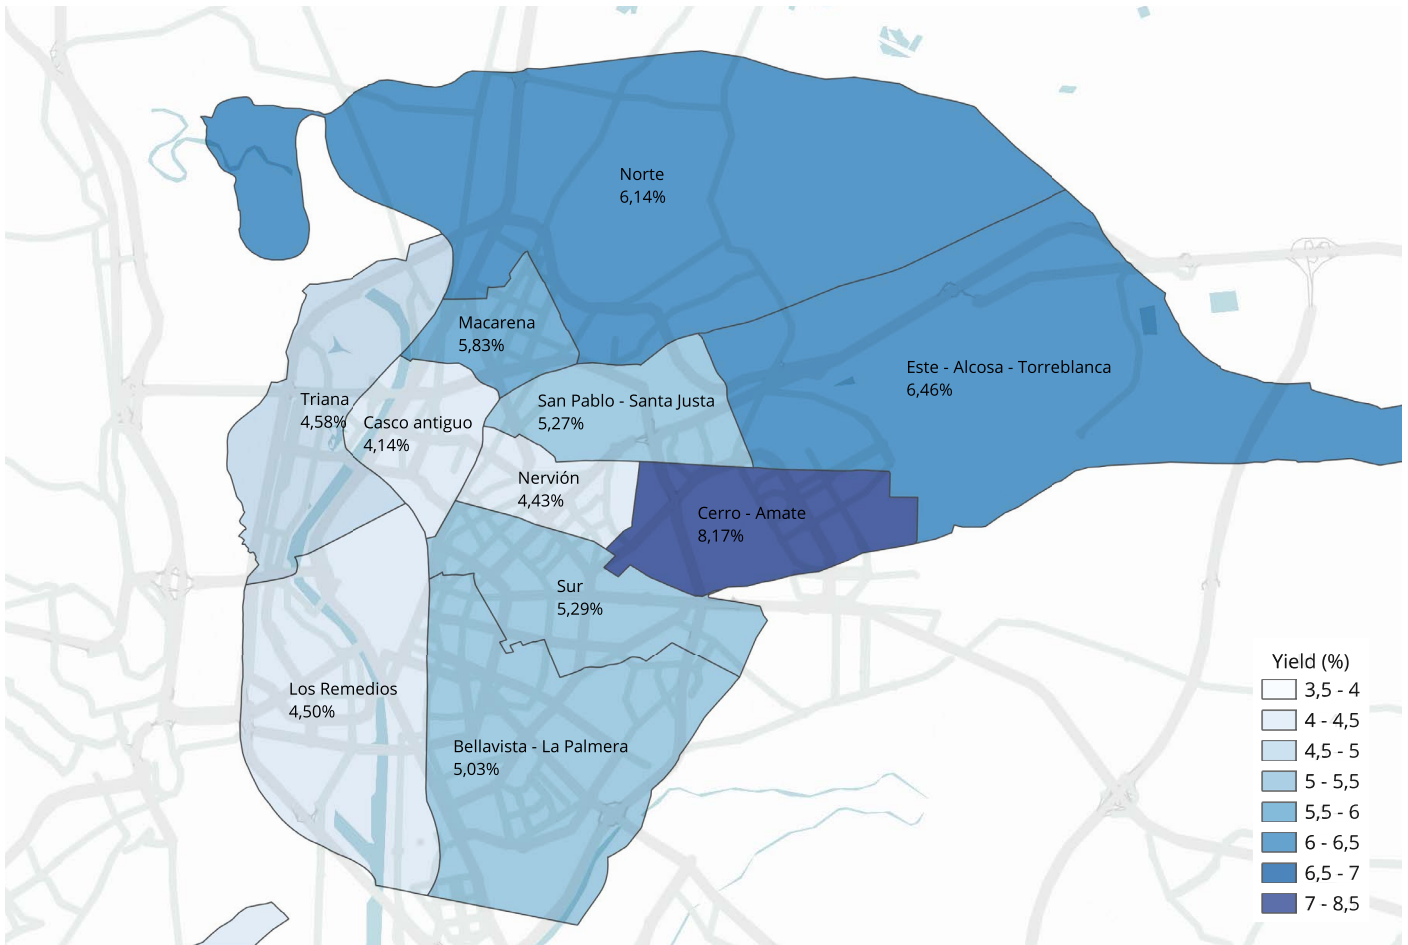 Norte
6,14%
Macarena
5,83%
Este - Alcosa - Torreblanca
6,46%
Triana
4,58%
San Pablo - Santa Justa
5,27%
Casco antiguo
4,14%
Nervión
4,43%
Cerro - Amate
8,17%
Sur
5,29%
Los Remedios
4,50%
Bellavista - La Palmera
5,03%
Yield (%)
3,5 - 4
4 - 4,5
4,5 - 5
5 - 5,5
5,5 - 6
6 - 6,5
6,5 - 7
7 - 8,5